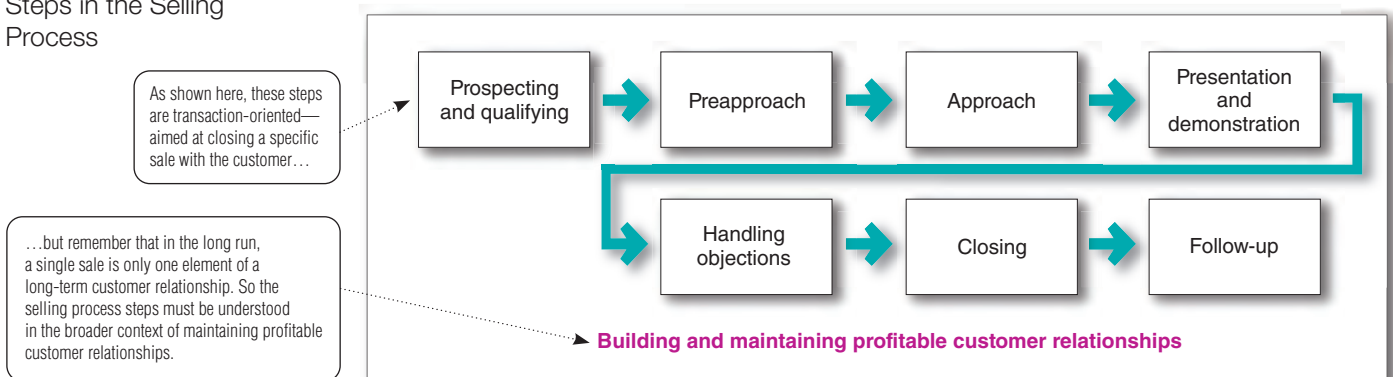 Steps in the Selling
Process
As shown here, these steps
are transaction-oriented—
aimed at closing a specific
sale with the customer…
…but remember that in the long run,
a single sale is only one element of a
long-term customer relationship. So the
selling process steps must be understood
in the broader context of maintaining profitable
customer relationships.
Prospecting
and qualifying
Preapproach
Approach
Presentation
and
demonstration
Handling
objections
Closing
Follow-up
Building and maintaining profitable customer relationships